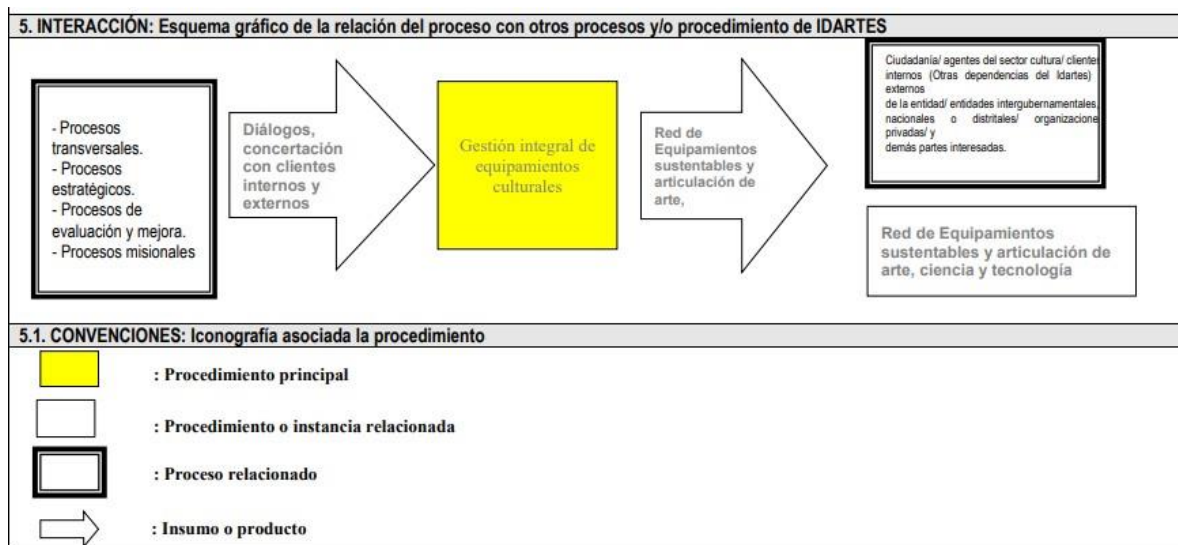 5. INTERACCIÓN: Esquema gráfico de la relación del proceso con otros procesos y/o procedimiento de IDARTES
- Procesos
transversales.
- Procesos
estratégicos.
- Procesos de
evaluación y mejora.
- Procesos misionales
Diálogos,
concertación
con clientes
internos y
externos
Gestión integral de
equipamientos
culturales
Red de
Equipamientos
sustentables y
articulación de
arte,
Ciudadanía/ agentes del sector cultura/ cliente
internos (Otras dependencias del Idartes)
externos
de la entidad/ entidades intergubernamentales,
nacionales o distritales/ organizacione
privadas/ y
demás partes interesadas.
Red de Equipamientos
sustentables y articulación de
arte, ciencia y tecnología
5.1. CONVENCIONES: Iconografía asociada la procedimiento
: Procedimiento principal
: Procedimiento o instancia relacionada
: Proceso relacionado
: Insumo o producto